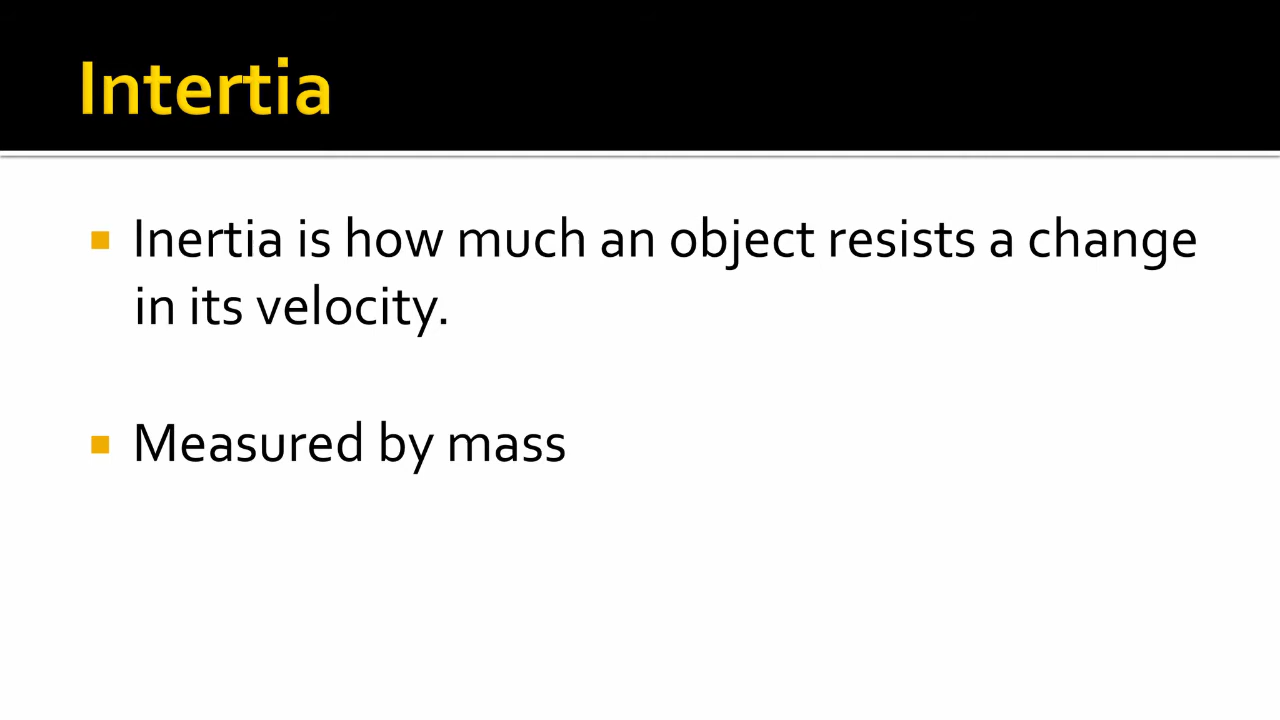 Intertia
Inertia is how much an object resists a change
in its velocity.
Measured by mass